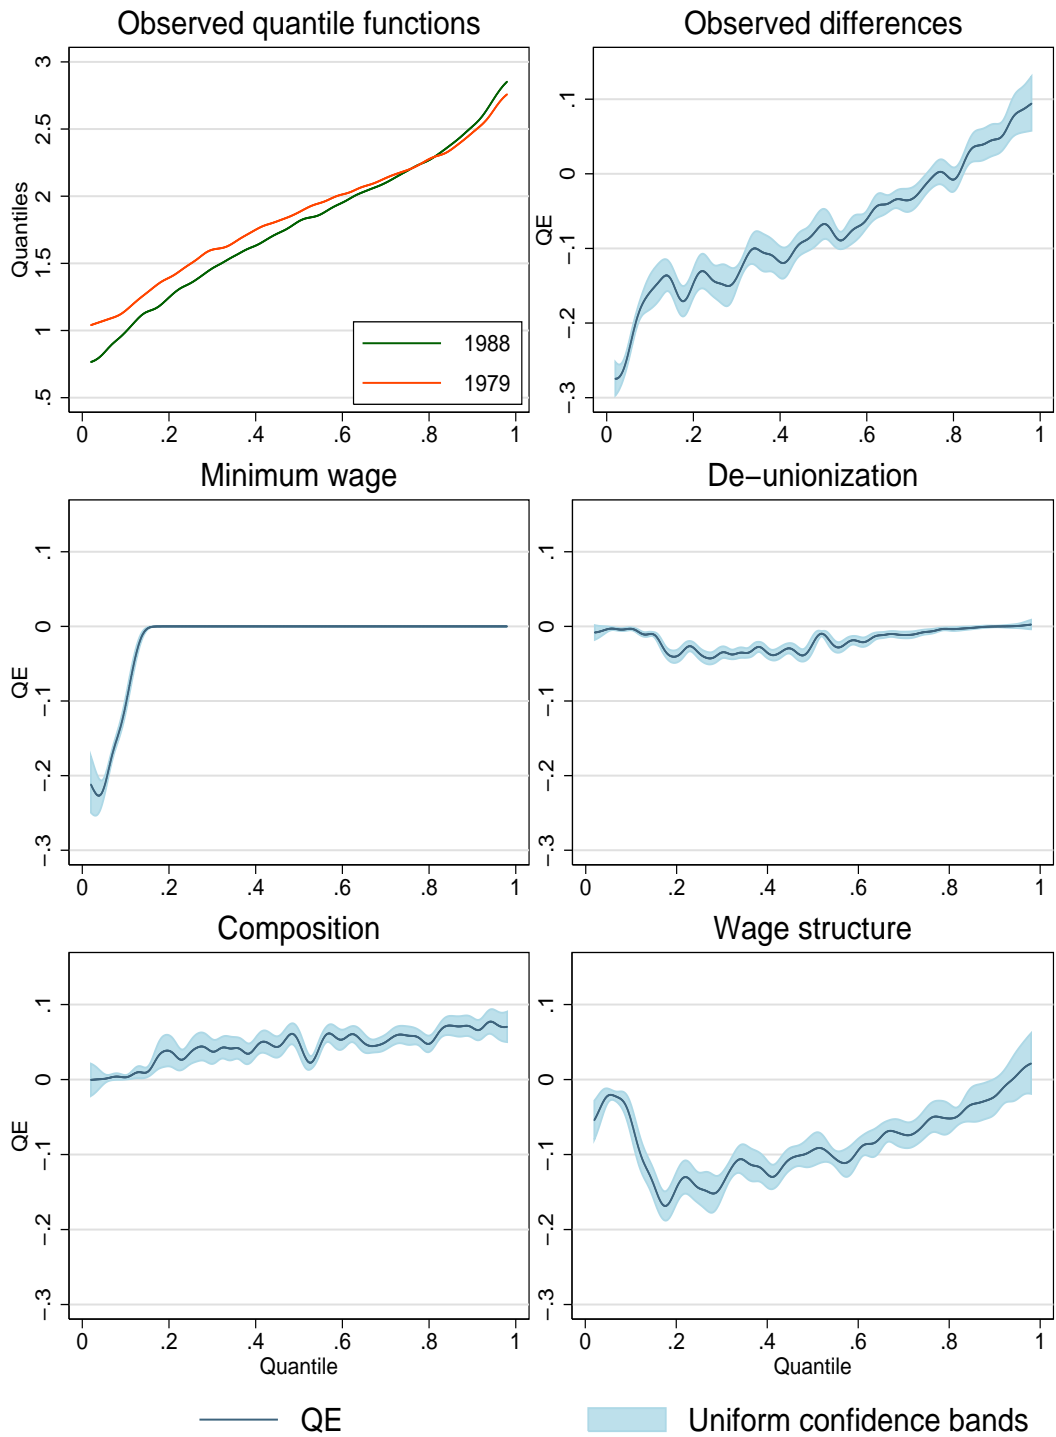 Observed quantile functions
Quantiles
3
2.5
2
1.5
1
.5
1988
1979
0 .2 .4 .6 .8 1
Observed differences
QE
.1
0
−.1
−.2
−.3
0 .2 .4 .6 .8 1
Minimum wage
QE
.1
0
−.1
−.2
−.3
0 .2 .4 .6 .8 1
De−unionization
.1
0
−.1
−.2
−.3
0 .2 .4 .6 .8 1
Composition
QE
.1
0
−.1
−.2
−.3
0 .2 .4 .6 .8 1
Quantile
Wage structure
.1
0
−.1
−.2
−.3
0 .2 .4 .6 .8 1
Quantile
QE
Uniform confidence bands